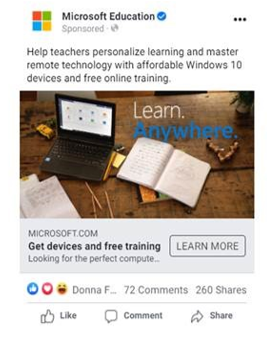 Microsoft Education
Sponsored ·
Help teachers personalize learning and master
remote technology with affordable Windows 10
devices and free online training.
Learn.
Anywhere.
MICROSOFT.COM
Get devices and free training
Looking for the perfect compute...
LEARN MORE
Donna F... 72 Comments 260 Shares
Like Comment Share